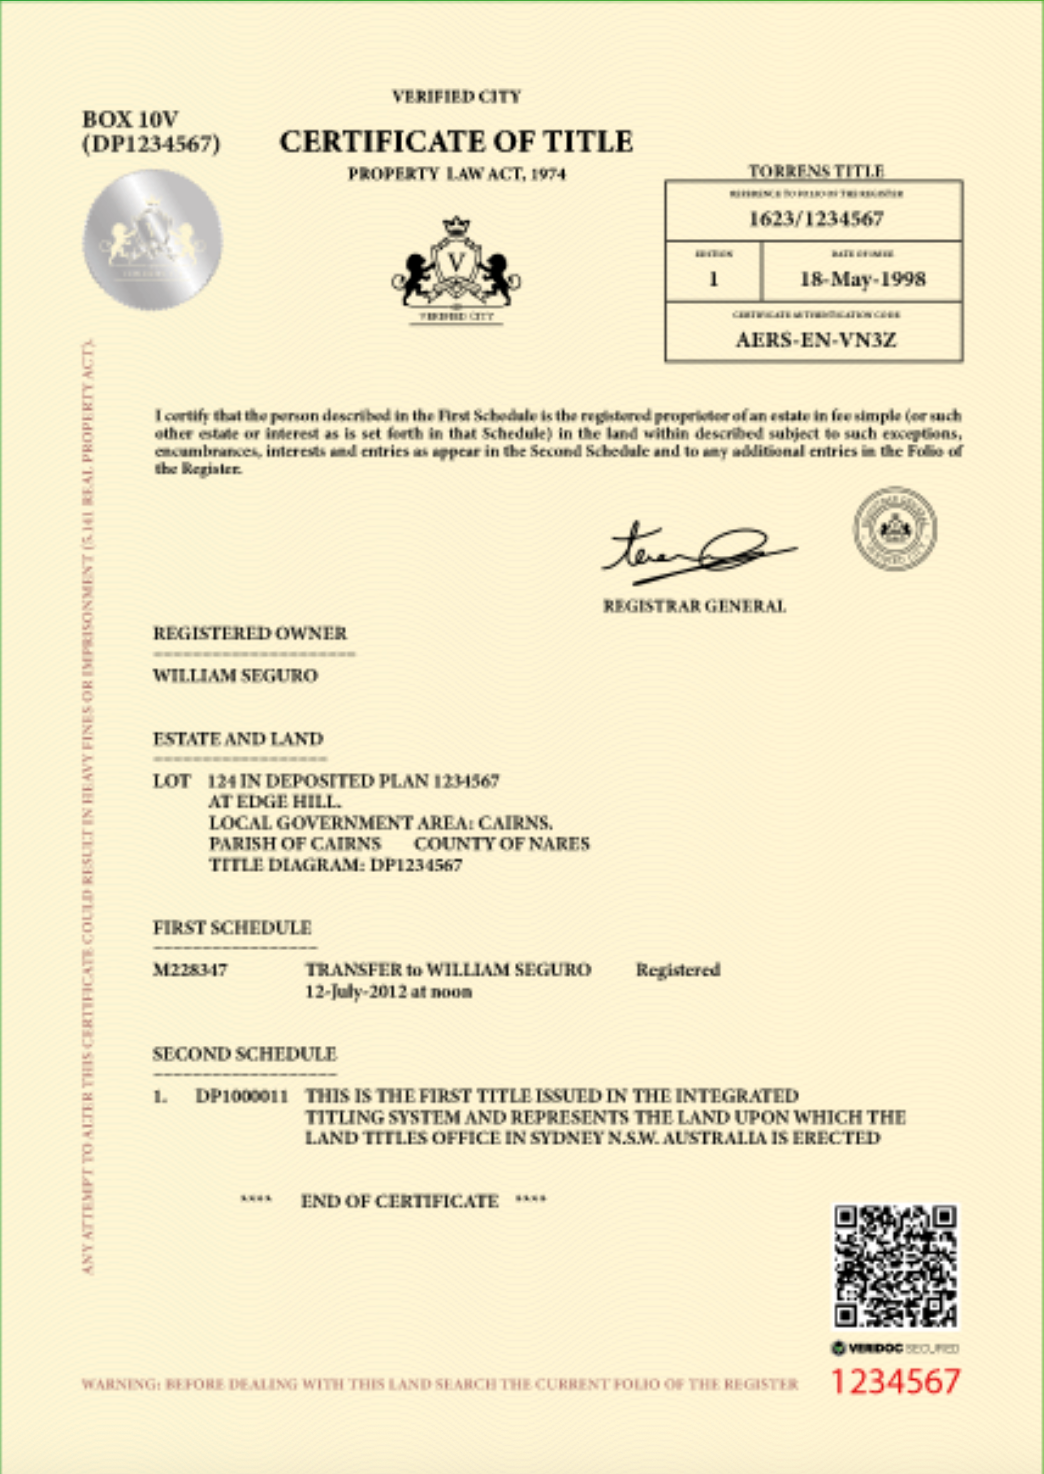 VERIFIED CITY
BOX 10V
(DP1234567)
CERTIFICATE OF TITLE
PROPERTY LAW ACT, 1974
TORRENS TITLE
REFERENCE TO FOLIO OF THE REGISTER
1623/1234567
EDITION
1
DATE OF ISSUE
18-May-1998
CERTIFICATE AUTHENTICATION CODE
AERS-EN-VN3Z
V
VERIFIED CITY
I certify that the person described in the First Schedule is the registered proprietor of an estate in fee simple (or such
other estate or interest as is set forth in that Schedule) in the land within described subject to such exceptions,
encumbrances, interests and entries as appear in the Second Schedule and to any additional entries in the Folio of
the Register.
REGISTRAR GENERAL
REGISTERED OWNER
WILLIAM SEGURO
ESTATE AND LAND
LOT 124 IN DEPOSITED PLAN 1234567
AT EDGE HILL.
LOCAL GOVERNMENT AREA: CAIRNS.
PARISH OF CAIRNS COUNTY OF NARES
TITLE DIAGRAM: DP1234567
FIRST SCHEDULE
M228347 TRANSFER to WILLIAM SEGURO Registered
12-July-2012 at noon
SECOND SCHEDULE
1. DP1000011 THIS IS THE FIRST TITLE ISSUED IN THE INTEGRATED
TITLING SYSTEM AND REPRESENTS THE LAND UPON WHICH THE
LAND TITLES OFFICE IN SYDNEY N.S.W. AUSTRALIA IS ERECTED
**** END OF CERTIFICATE ****
VERIDOC SECURED
1234567
WARNING: BEFORE DEALING WITH THIS LAND SEARCH THE CURRENT FOLIO OF THE REGISTER
ANY ATTEMPT TO ALTER THIS CERTIFICATE COULD RESULT IN HEAVY FINES OR IMPRISONMENT (S.141 REAL PROPERTY ACT).